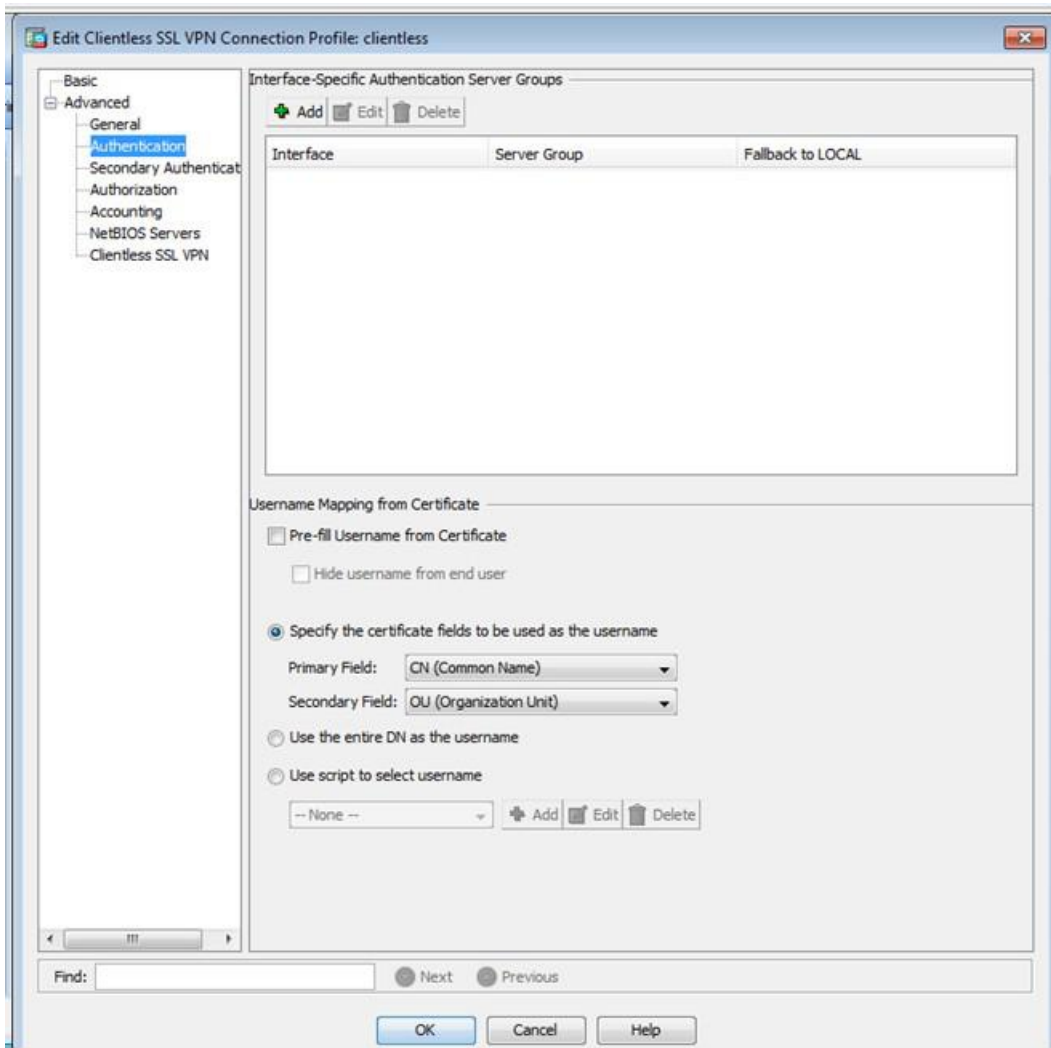 Edit Clientless SSL VPN Connection Profile: clientless
Basic
Advanced
General
Authentication
Secondary Authenticat
Authorization
Accounting
NetBIOS Servers
Clientless SSL VPN
Interface-Specific Authentication Server Groups
Add Edit Delete
Interface Server Group Fallback to LOCAL
Username Mapping from Certificate
Pre-fill Username from Certificate
Hide username from end user
Specify the certificate fields to be used as the username
Primary Field: CN (Common Name)
Secondary Field: OU (Organization Unit)
Use the entire DN as the username
Use script to select username
-- None -- Add Edit Delete
Find: Next Previous
OK Cancel Help